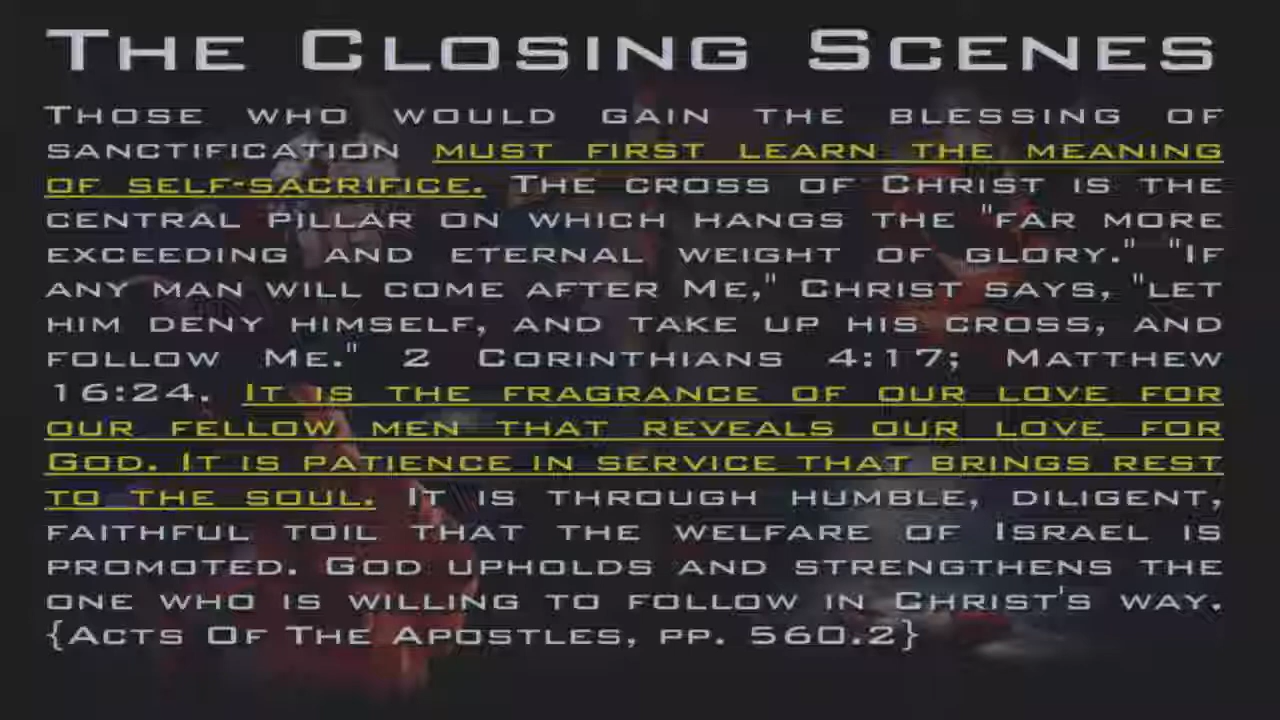 The Closing Scenes
Those who would gain the blessing of
sanctification must first learn the meaning
of self-sacrifice. The cross of Christ is the
central pillar on which hangs the "far more
exceeding and eternal weight of glory." "If
any man will come after Me," Christ says, "let
him deny himself, and take up his cross, and
follow Me." 2 Corinthians 4:17; Matthew
16:24. It is the fragrance of our love for
our fellow men that reveals our love for
God. It is patience in service that brings rest
to the soul. It is through humble, diligent,
faithful toil that the welfare of Israel is
promoted. God upholds and strengthens the
one who is willing to follow in Christ's way.
{Acts Of The Apostles, pp. 560.2}